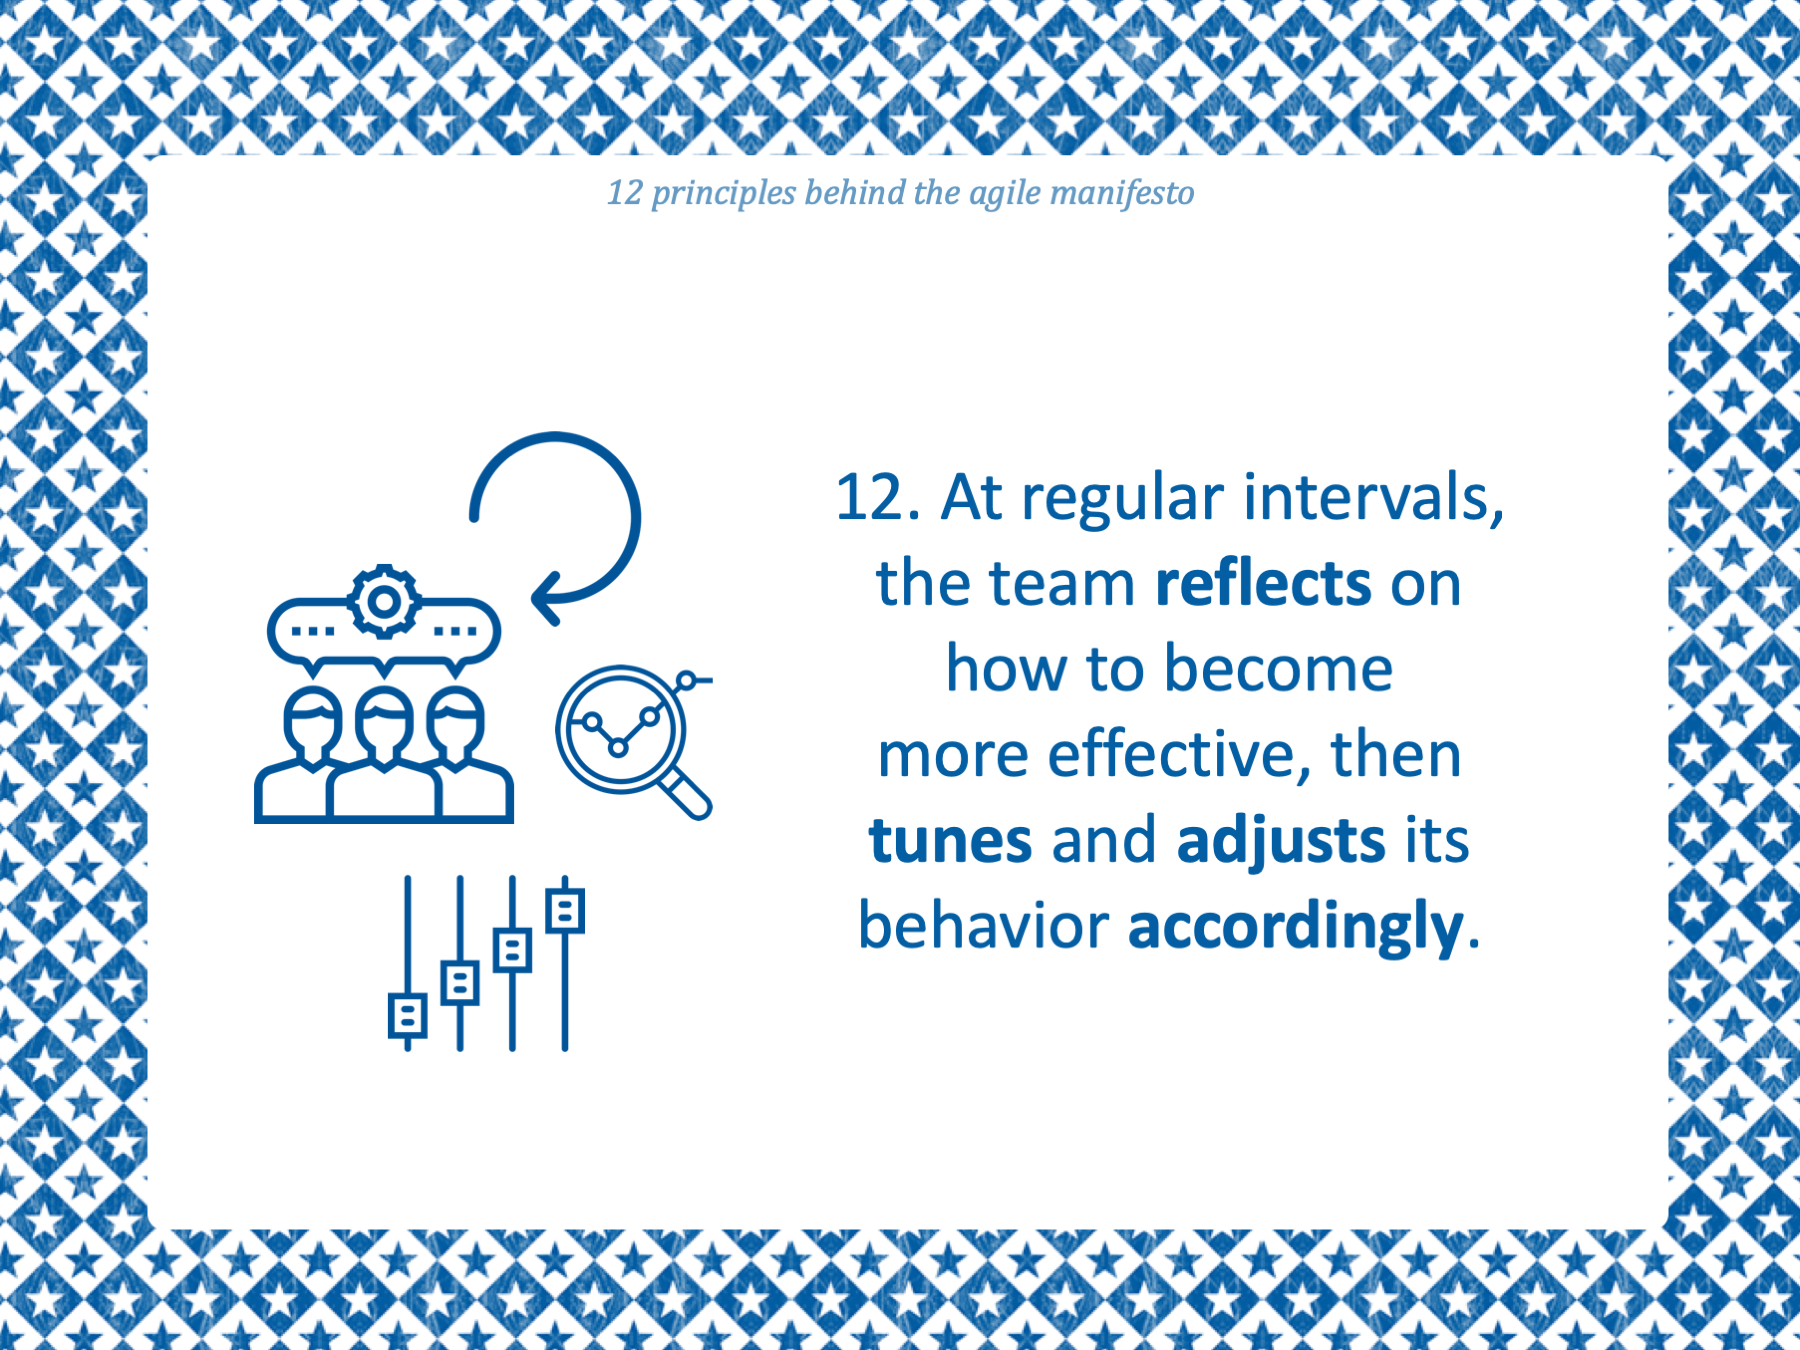 12 principles behind the agile manifesto
12. At regular intervals,
the team reflects on
how to become
more effective, then
tunes and adjusts its
behavior accordingly.